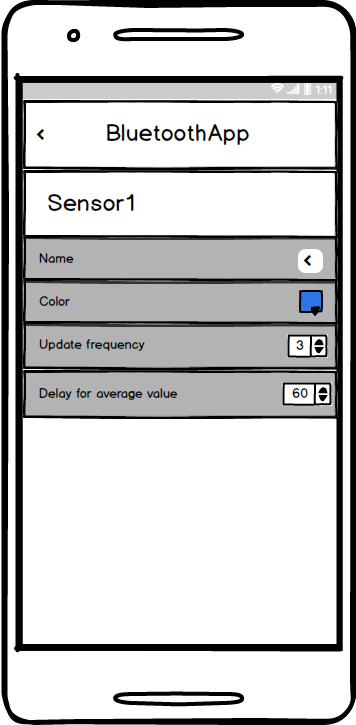 1:11
BluetoothApp
Sensor1
Name
Color
Update frequency
3
Delay for average value
60